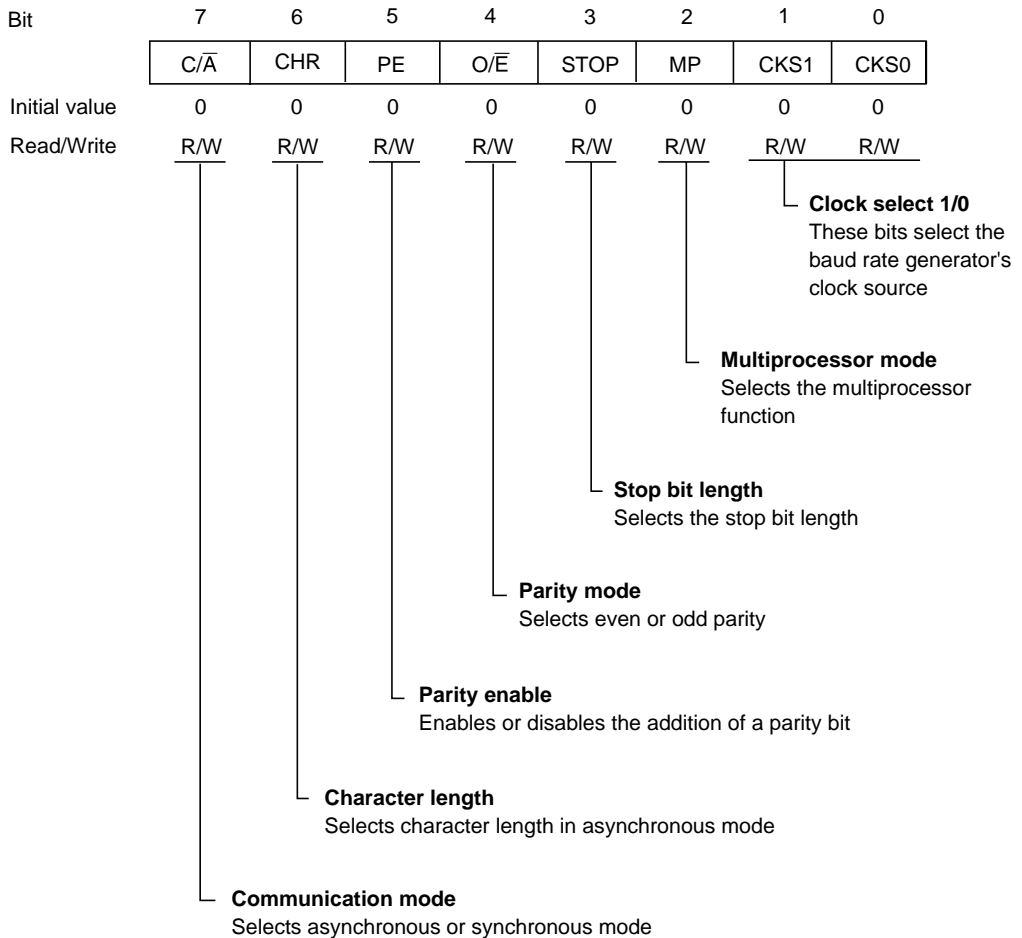 Bit 7 6 5 4 3 2 1 0
C/A̅ CHR PE O/E̅ STOP MP CKS1 CKS0
Initial value 0 0 0 0 0 0 0 0
Read/Write R/W R/W R/W R/W R/W R/W R/W R/W
Clock select 1/0
These bits select the
baud rate generator's
clock source
Multiprocessor mode
Selects the multiprocessor
function
Stop bit length
Selects the stop bit length
Parity mode
Selects even or odd parity
Parity enable
Enables or disables the addition of a parity bit
Character length
Selects character length in asynchronous mode
Communication mode
Selects asynchronous or synchronous mode